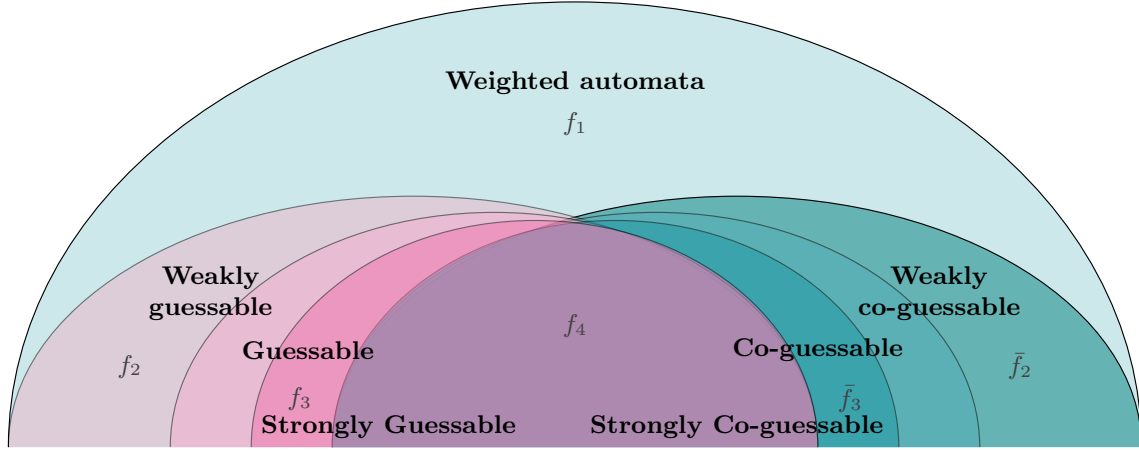 Weighted automata
f₁
Weakly
guessable
Weakly
co-guessable
f₄
Guessable
Co-guessable
f₂
f̄₂
f₃
f̄₃
Strongly Guessable
Strongly Co-guessable